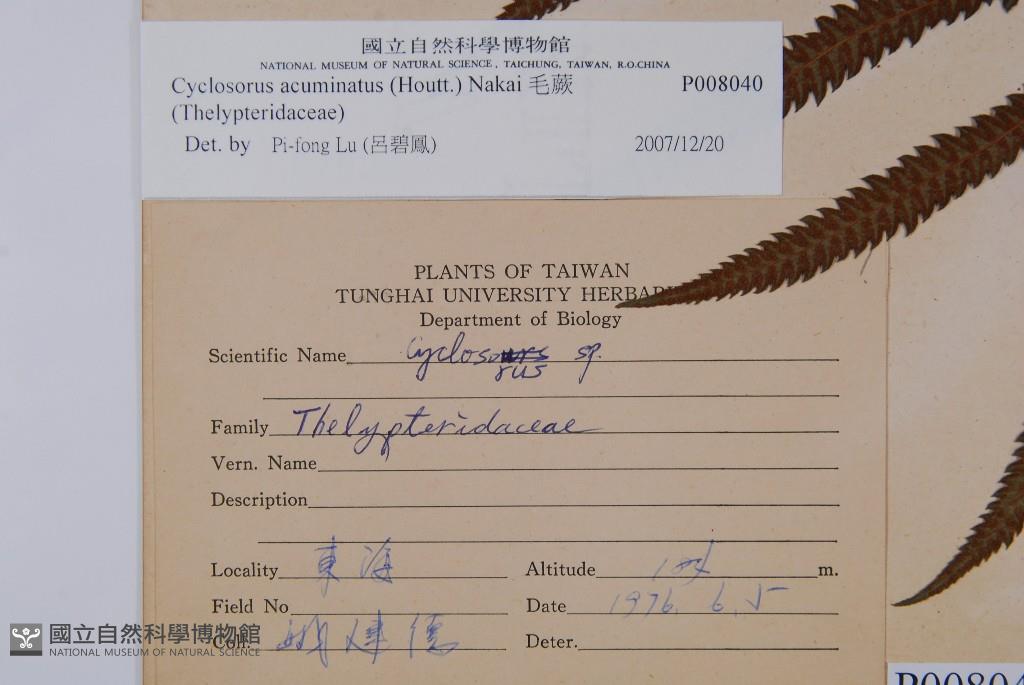 國立自然科學博物館
NATIONAL MUSEUM OF NATURAL SCIENCE, TAICHUNG, TAIWAN, R.O.CHINA
Cyclosorus acuminatus (Houtt.) Nakai 毛蕨 P008040
(Thelypteridaceae)
Det. by Pi-fong Lu (呂碧鳳) 2007/12/20
PLANTS OF TAIWAN
TUNGHAI UNIVERSITY
Department of Biology
Scientific Name Cyclosorus sp.
Family Thelypteridaceae
Vern. Name
Description
Locality 東海 Altitude m.
Field No Date 1976. 6. 5
Coll. 建德 Deter.
國立自然科學博物館
NATIONAL MUSEUM OF NATURAL SCIENCE